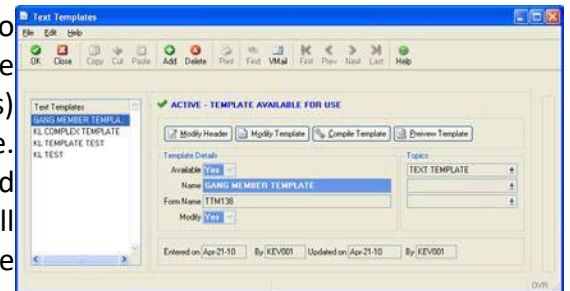 o
e
s)
e.
d
ll
e
Text Templates
File Edit Help
OK Close Copy Cut Paste Add Delete Print Find VMail First Prev Next Last Help
Text Templates
GANG MEMBER TEMPLA...
KL COMPLEX TEMPLATE
KL TEMPLATE TEST
KL TEST
ACTIVE - TEMPLATE AVAILABLE FOR USE
Modify Header Modify Template Compile Template Preview Template
Template Details
Available Yes
Name GANG MEMBER TEMPLATE
Form Name TTM138
Modify Yes
Topics
TEXT TEMPLATE
Entered on Apr-21-10 By KEV001 Updated on Apr-21-10 By KEV001
OVR